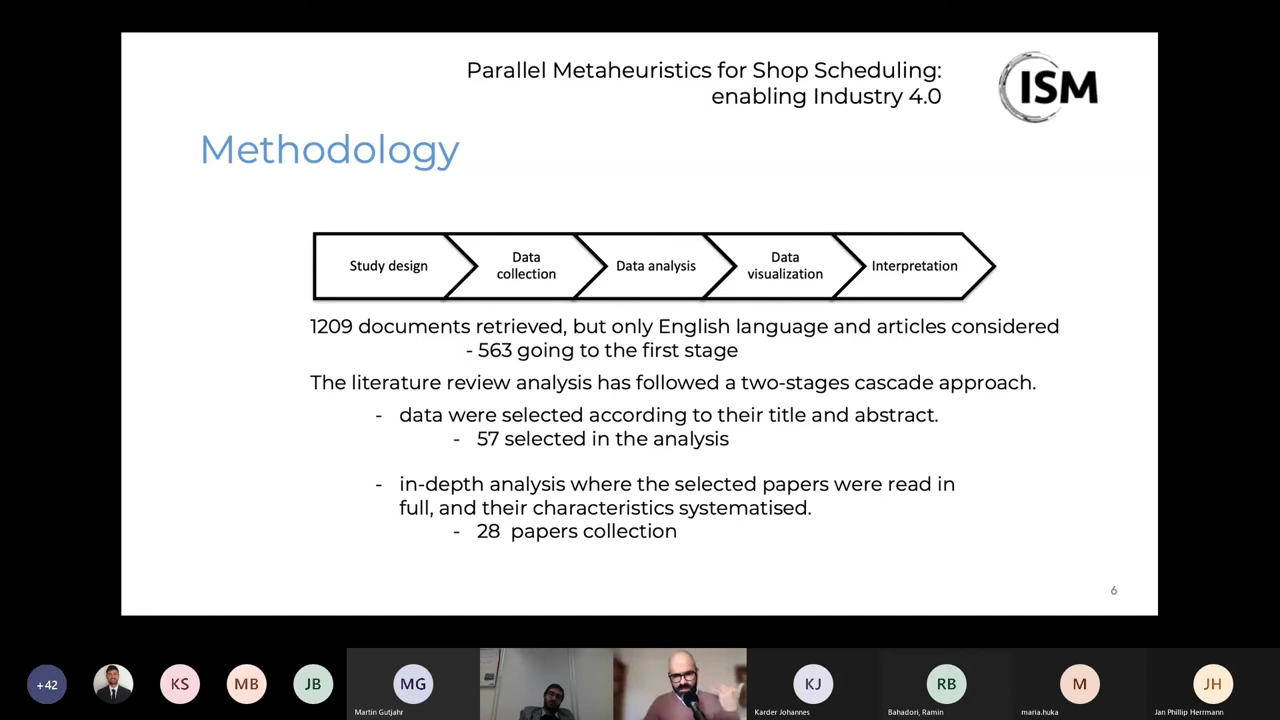 Parallel Metaheuristics for Shop Scheduling:
enabling Industry 4.0
ISM
Methodology
Study design
Data
collection
Data analysis
Data
visualization
Interpretation
1209 documents retrieved, but only English language and articles considered
- 563 going to the first stage
The literature review analysis has followed a two-stages cascade approach.
- data were selected according to their title and abstract.
- 57 selected in the analysis
- in-depth analysis where the selected papers were read in
full, and their characteristics systematised.
- 28 papers collection
6
+42
KS
MB
JB
MG
Martin Gutjahr
KJ
Karder Johannes
RB
Bahadori, Ramin
M
maria.huka
JH
Jan Phillip Herrmann